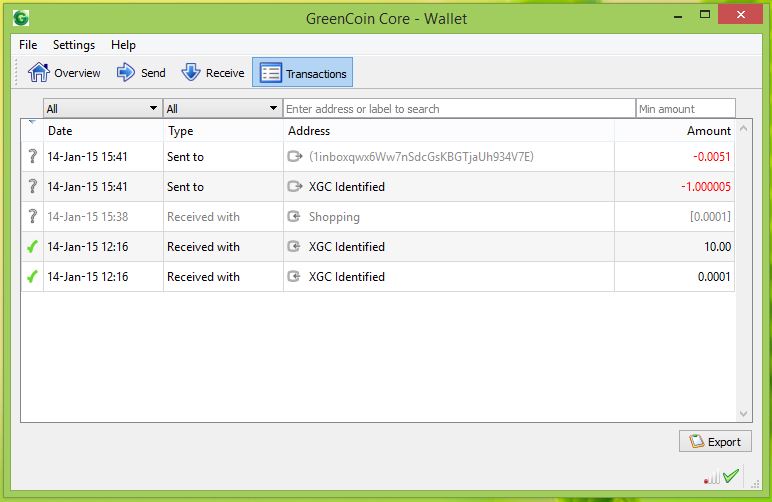 GreenCoin Core - Wallet
File Settings Help
Overview Send Receive Transactions
All All Enter address or label to search Min amount
Date Type Address Amount
? 14-Jan-15 15:41 Sent to (1inboxqwx6Ww7nSdcGsKBGTjaUh934V7E) -0.0051
? 14-Jan-15 15:41 Sent to XGC Identified -1.000005
? 14-Jan-15 15:38 Received with Shopping [0.0001]
14-Jan-15 12:16 Received with XGC Identified 10.00
14-Jan-15 12:16 Received with XGC Identified 0.0001
Export